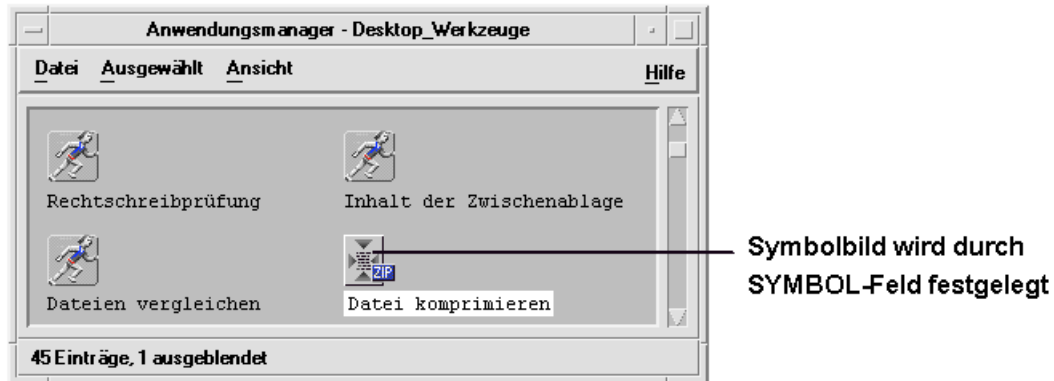 Anwendungsmanager - Desktop_Werkzeuge
Datei Ausgewählt Ansicht Hilfe
Rechtschreibprüfung Inhalt der Zwischenablage
ZIP
Dateien vergleichen Datei komprimieren
Symbolbild wird durch
SYMBOL-Feld festgelegt
45 Einträge, 1 ausgeblendet